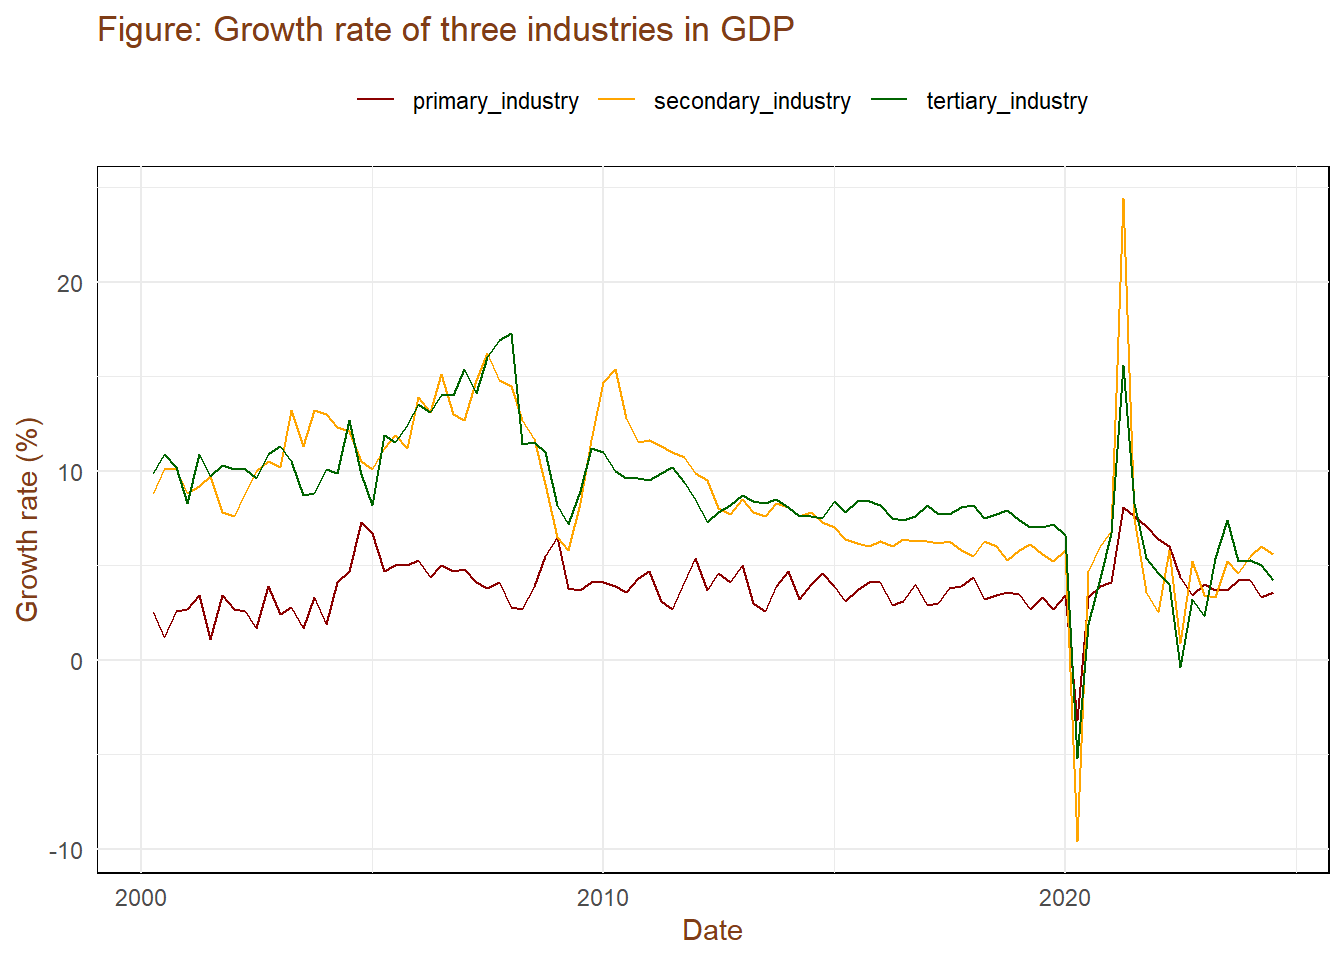 Figure: Growth rate of three industries in GDP
primary_industry secondary_industry tertiary_industry
Growth rate (%)
20
10
0
-10
2000 2010 2020
Date